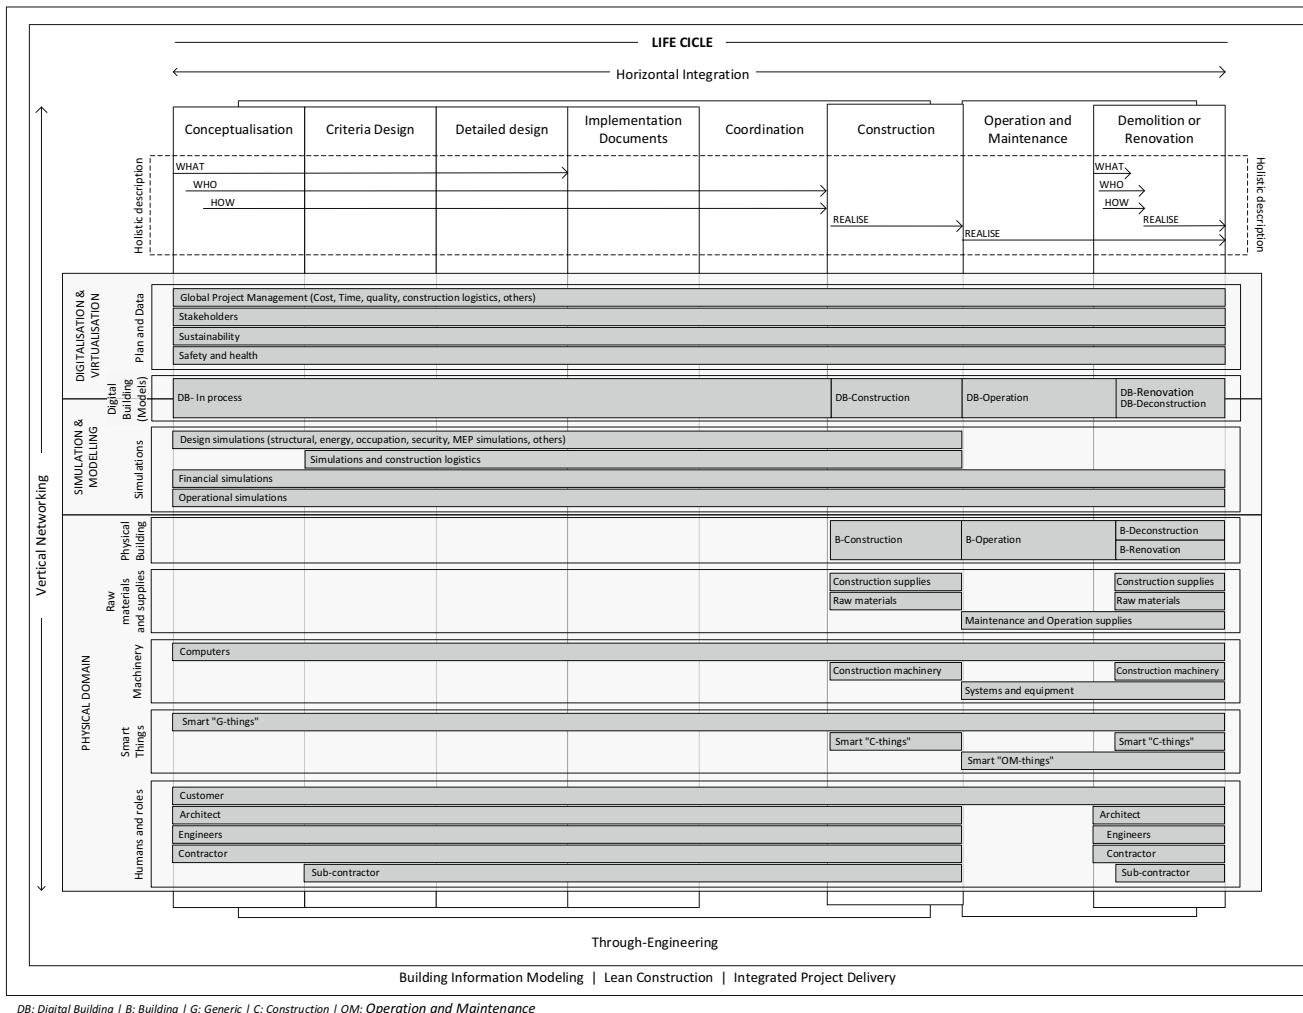 LIFE CICLE
Horizontal Integration
Conceptualisation
Criteria Design
Detailed design
Implementation
Documents
Coordination
Construction
Operation and
Maintenance
Demolition or
Renovation
Holistic description
WHAT
WHO
HOW
REALISE
REALISE
WHAT
WHO
HOW
REALISE
Holistic description
Vertical Networking
DIGITALISATION &
VIRTUALISATION
Plan and Data
Global Project Management (Cost, Time, quality, construction logistics, others)
Stakeholders
Sustainability
Safety and health
Digital
Building
(Models)
DB- In process
DB-Construction
DB-Operation
DB-Renovation
DB-Deconstruction
SIMULATION &
MODELLING
Simulations
Design simulations (structural, energy, occupation, security, MEP simulations, others)
Simulations and construction logistics
Financial simulations
Operational simulations
PHYSICAL DOMAIN
Physical
Building
B-Construction
B-Operation
B-Deconstruction
B-Renovation
Raw
materials
and supplies
Construction supplies
Construction supplies
Raw materials
Raw materials
Maintenance and Operation supplies
Machinery
Computers
Construction machinery
Construction machinery
Systems and equipment
Smart
Things
Smart "G-things"
Smart "C-things"
Smart "C-things"
Smart "OM-things"
Humans and roles
Customer
Architect
Architect
Engineers
Engineers
Contractor
Contractor
Sub-contractor
Sub-contractor
Through-Engineering
Building Information Modeling | Lean Construction | Integrated Project Delivery
DB: Digital Building | B: Building | G: Generic | C: Construction | OM: Operation and Maintenance